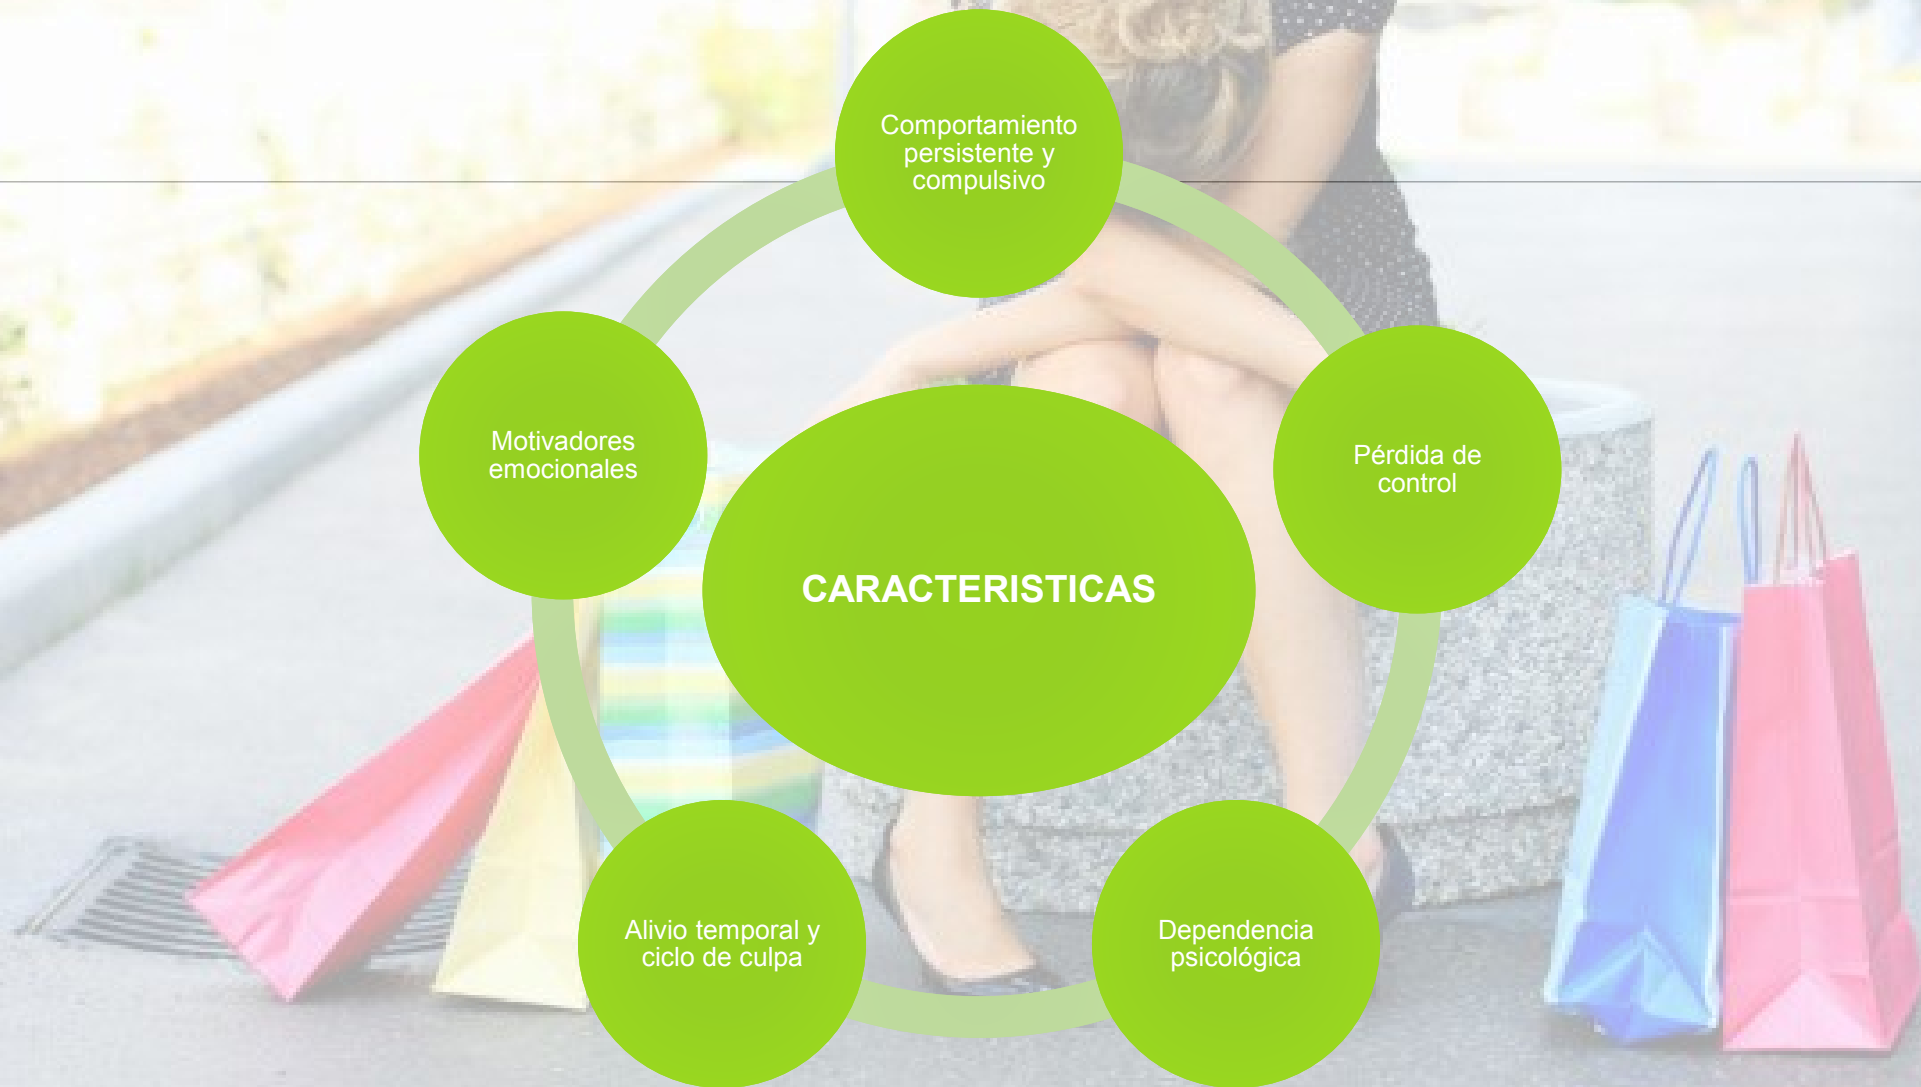 Comportamiento
persistente y
compulsivo
Motivadores
emocionales
Pérdida de
control
CARACTERISTICAS
Alivio temporal y
ciclo de culpa
Dependencia
psicológica